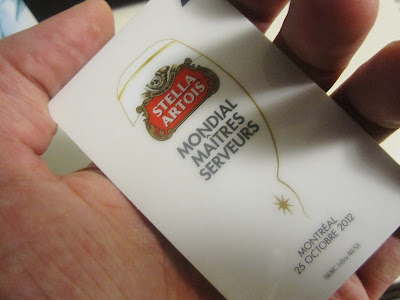 STELLA
ARTOIS
MONDIAL
MAÎTRES
SERVEURS
MONTRÉAL
25 OCTOBRE 2012